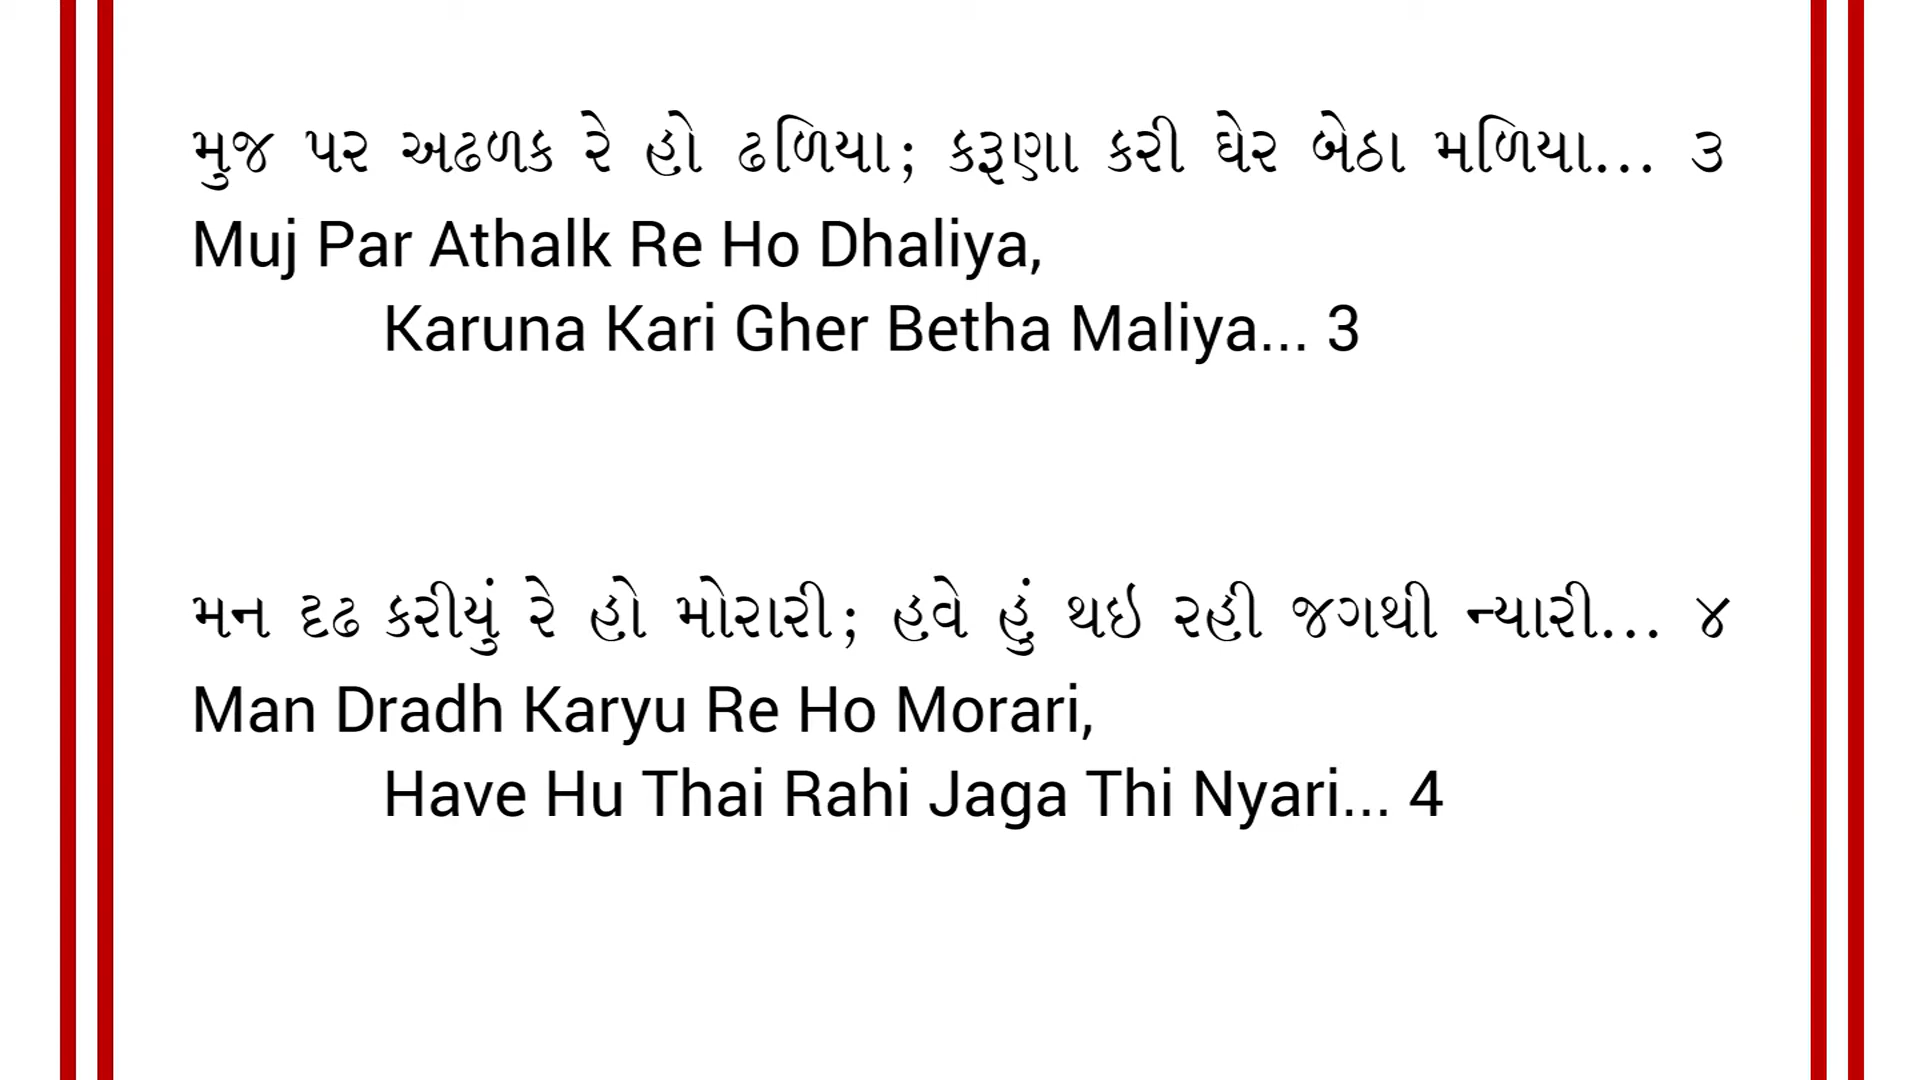 મુજ પર અઢળક રે હો ઢળિયા; કરૂણા કરી ઘેર બેઠા મળિયા... ૩
Muj Par Athalk Re Ho Dhaliya,
Karuna Kari Gher Betha Maliya... 3
મન દૃઢ કરીયું રે હો મોરારી; હવે હું થઇ રહી જગથી ન્યારી... ૪
Man Dradh Karyu Re Ho Morari,
Have Hu Thai Rahi Jaga Thi Nyari... 4